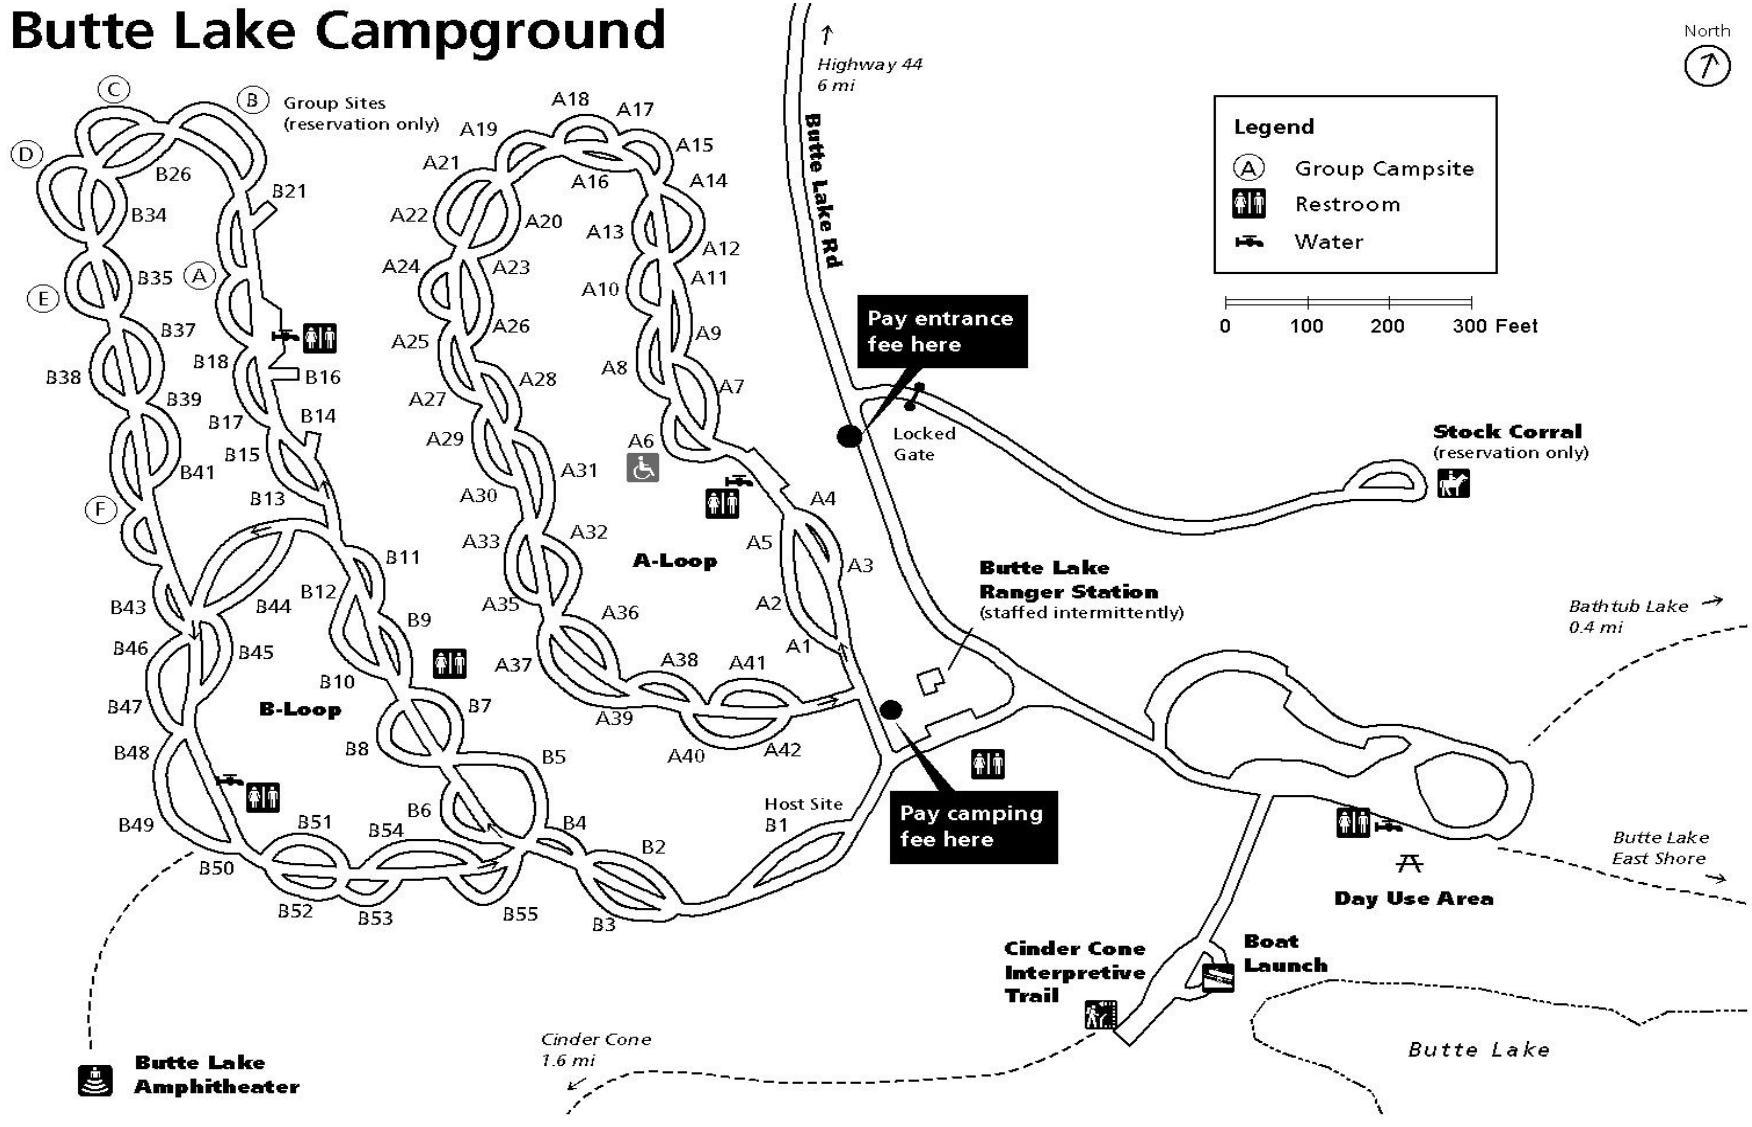 Butte Lake Campground
Highway 44
6 mi
North
Butte Lake Rd
Legend
A Group Campsite
Restroom
Water
0 100 200 300 Feet
C
B
Group Sites
(reservation only)
D
B26
B21
B34
A
B35
E
B37
B18
B16
B38
B39
B17
B14
B15
B41
B13
F
B11
B12
B44
B43
B9
B46
B45
B10
B47
B-Loop
B7
B48
B8
B5
B6
B49
B51
B54
B4
B50
B2
B52
B53
B55
B3
Host Site
B1
A18
A17
A19
A15
A21
A16
A14
A22
A20
A13
A12
A24
A23
A10
A11
A25
A26
A9
A8
A28
A7
A27
A29
A6
A31
A30
A4
A33
A32
A5
A-Loop
A3
A35
A36
A2
A1
A37
A38
A41
A39
A40
A42
Pay entrance
fee here
Locked
Gate
Stock Corral
(reservation only)
Butte Lake
Ranger Station
(staffed intermittently)
Bathtub Lake
0.4 mi
Pay camping
fee here
Butte Lake
East Shore
Day Use Area
Cinder Cone
Interpretive
Trail
Boat
Launch
Cinder Cone
1.6 mi
Butte Lake
Butte Lake
Amphitheater